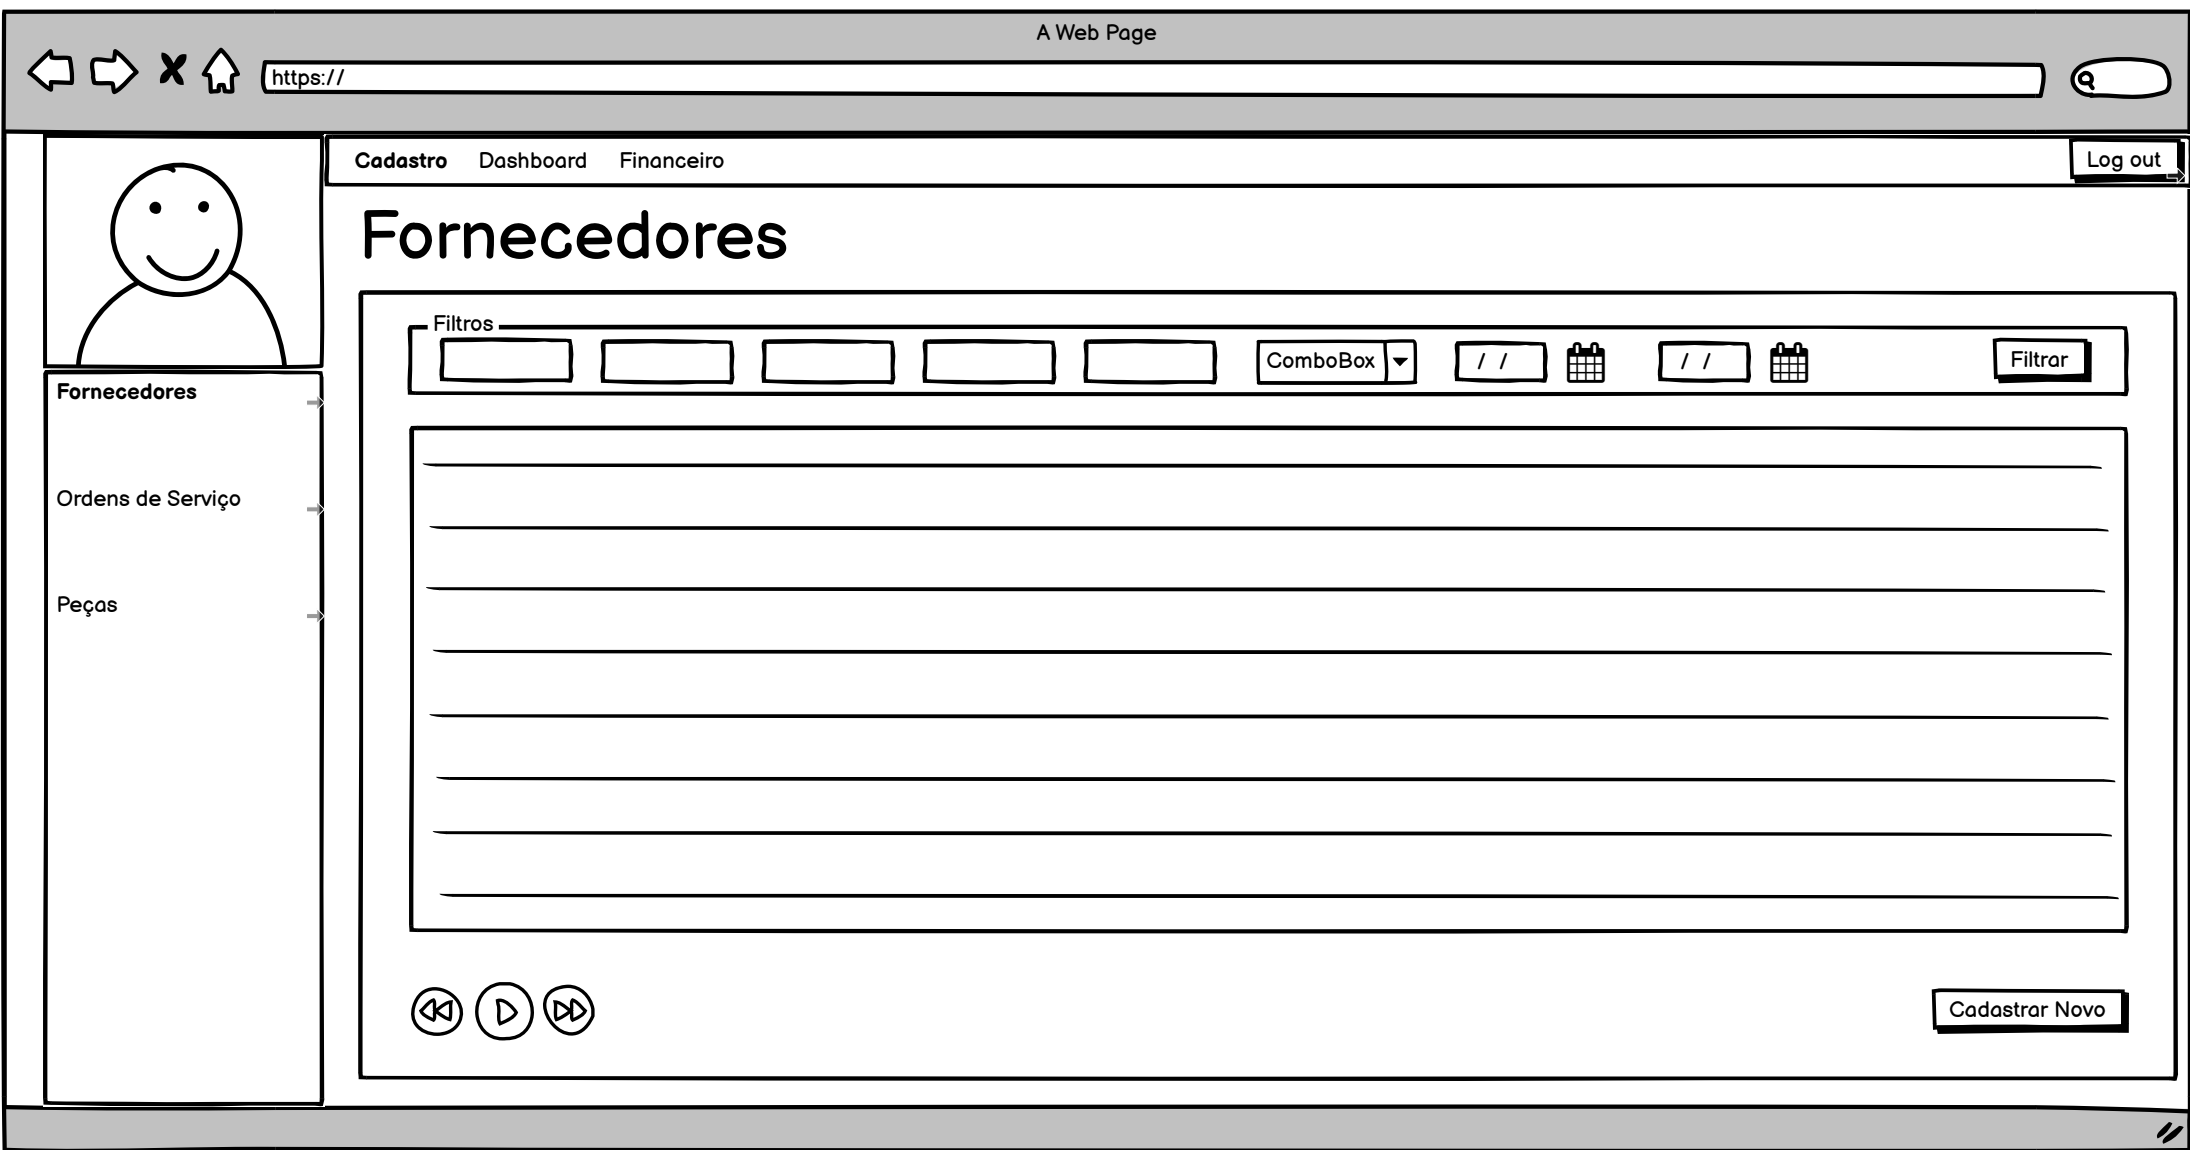 A Web Page
https://
Cadastro Dashboard Financeiro
Log out
Fornecedores
Fornecedores
Ordens de Serviço
Peças
Filtros
ComboBox
/ /
/ /
Filtrar
Cadastrar Novo